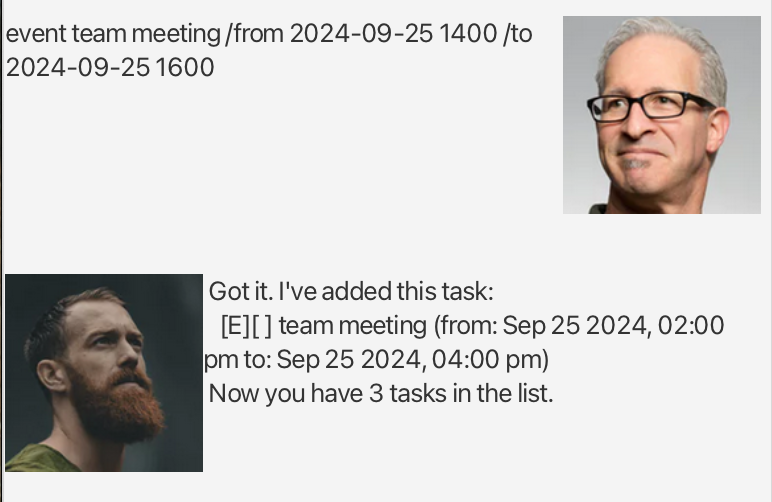 event team meeting /from 2024-09-25 1400 /to
2024-09-25 1600
Got it. I've added this task:
[E][ ] team meeting (from: Sep 25 2024, 02:00
pm to: Sep 25 2024, 04:00 pm)
Now you have 3 tasks in the list.